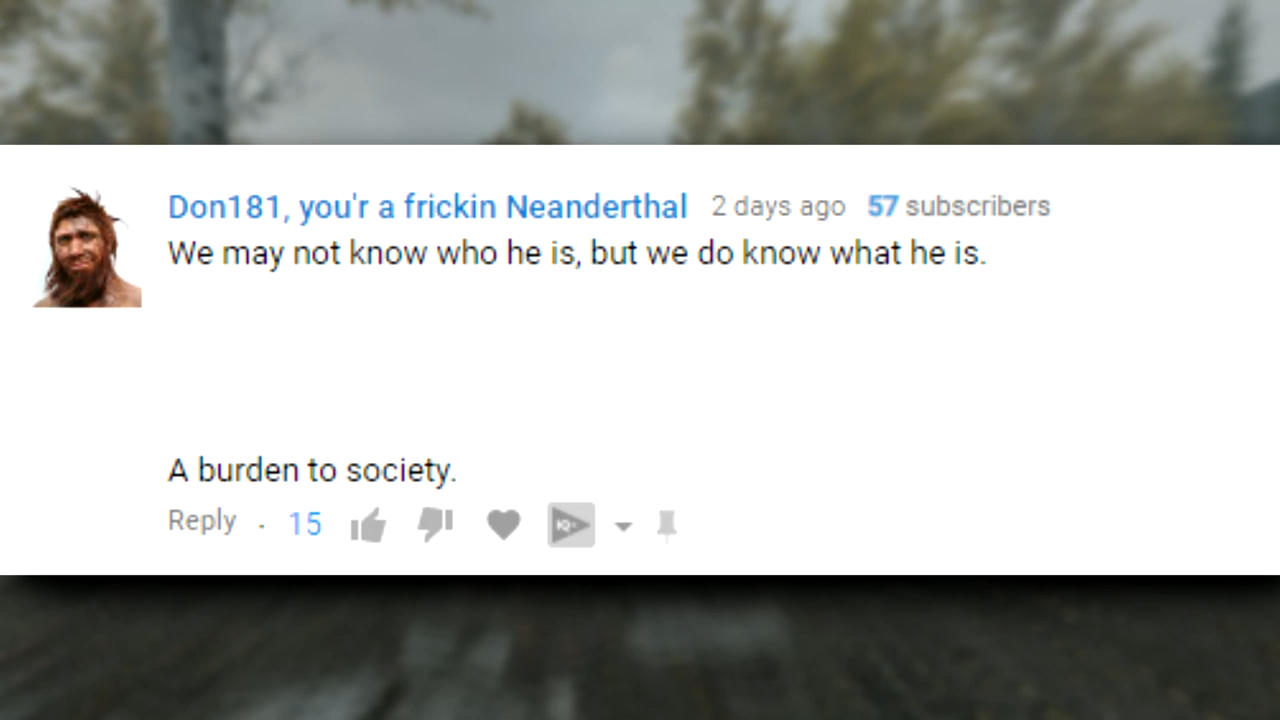 Don181, you'r a frickin Neanderthal 2 days ago 57 subscribers
We may not know who he is, but we do know what he is.
A burden to society.
Reply · 15